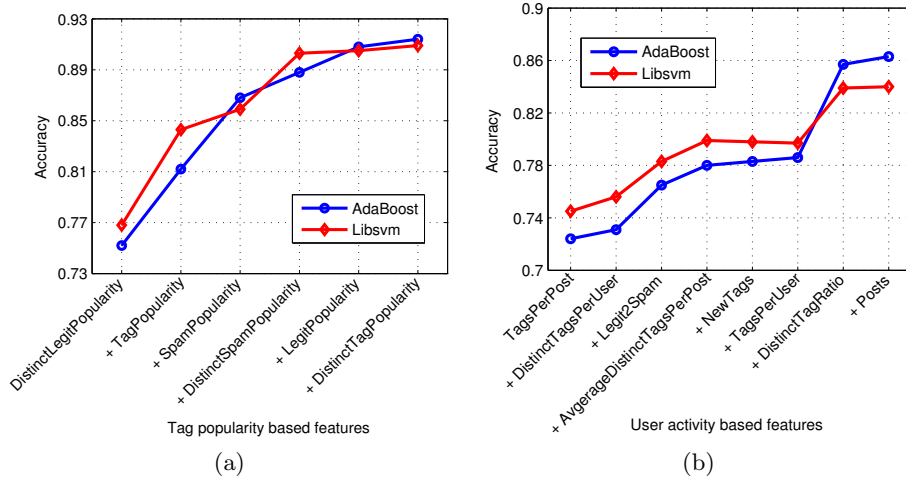 0.93
0.89
0.85
0.81
0.77
0.73
Accuracy
AdaBoost
Libsvm
DistinctLegitPopularity
+ TagPopularity
+ SpamPopularity
+ DistinctSpamPopularity
+ LegitPopularity
+ DistinctTagPopularity
Tag popularity based features
(a)
0.9
0.86
0.82
0.78
0.74
0.7
Accuracy
AdaBoost
Libsvm
TagsPerPost
+ DistinctTagsPerUser
+ Legit2Spam
+ AvgerageDistinctTagsPerPost
+ NewTags
+ TagsPerUser
+ DistinctTagRatio
+ Posts
User activity based features
(b)